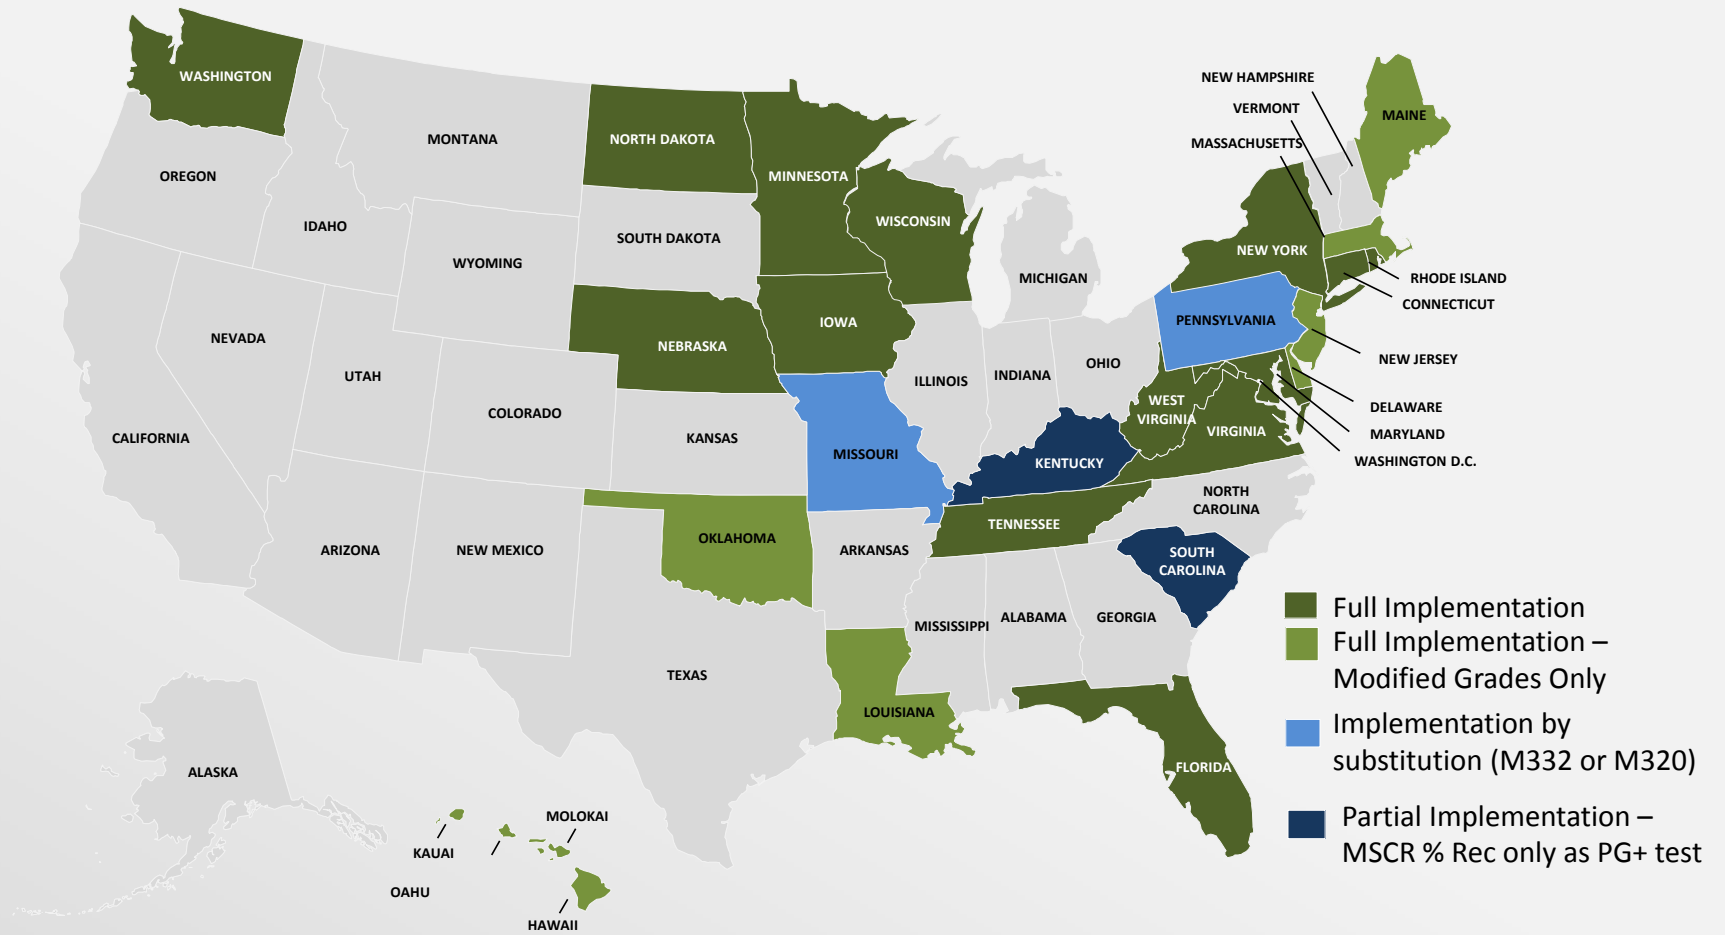 WASHINGTON
OREGON
CALIFORNIA
NEVADA
IDAHO
MONTANA
WYOMING
UTAH
COLORADO
ARIZONA
NEW MEXICO
NORTH DAKOTA
SOUTH DAKOTA
NEBRASKA
KANSAS
OKLAHOMA
TEXAS
MINNESOTA
IOWA
MISSOURI
ARKANSAS
LOUISIANA
WISCONSIN
ILLINOIS
MICHIGAN
INDIANA
OHIO
KENTUCKY
TENNESSEE
MISSISSIPPI
ALABAMA
GEORGIA
FLORIDA
SOUTH
CAROLINA
NORTH
CAROLINA
WEST
VIRGINIA
VIRGINIA
PENNSYLVANIA
NEW YORK
NEW HAMPSHIRE
VERMONT
MASSACHUSETTS
MAINE
RHODE ISLAND
CONNECTICUT
NEW JERSEY
DELAWARE
MARYLAND
WASHINGTON D.C.
ALASKA
KAUAI
OAHU
MOLOKAI
HAWAII
Full Implementation
Full Implementation –
Modified Grades Only
Implementation by
substitution (M332 or M320)
Partial Implementation –
MSCR % Rec only as PG+ test